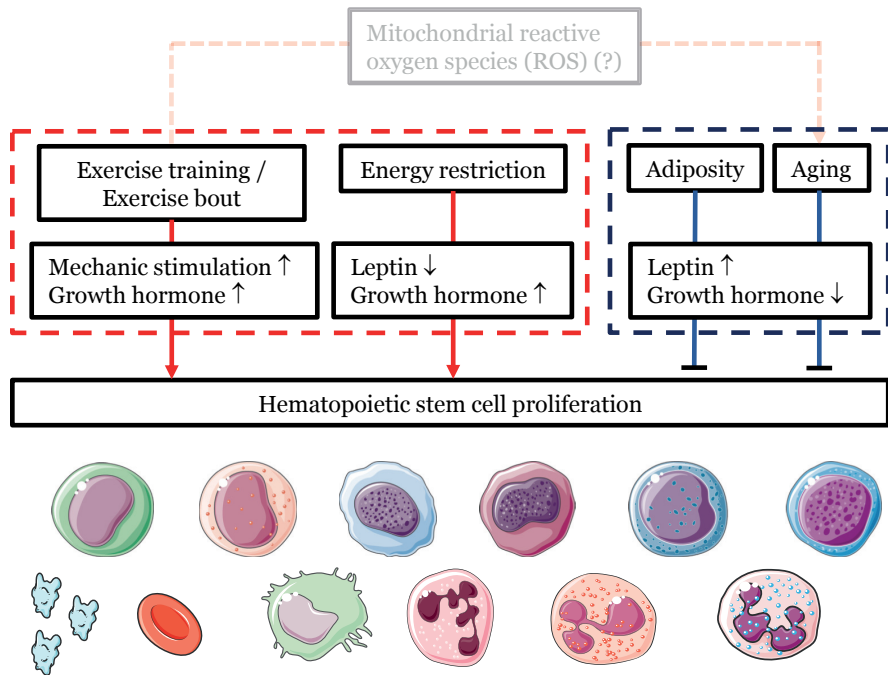 Mitochondrial reactive
oxygen species (ROS) (?)
Exercise training /
Exercise bout
Energy restriction
Adiposity
Aging
Mechanic stimulation ↑
Growth hormone ↑
Leptin ↓
Growth hormone ↑
Leptin ↑
Growth hormone ↓
Hematopoietic stem cell proliferation